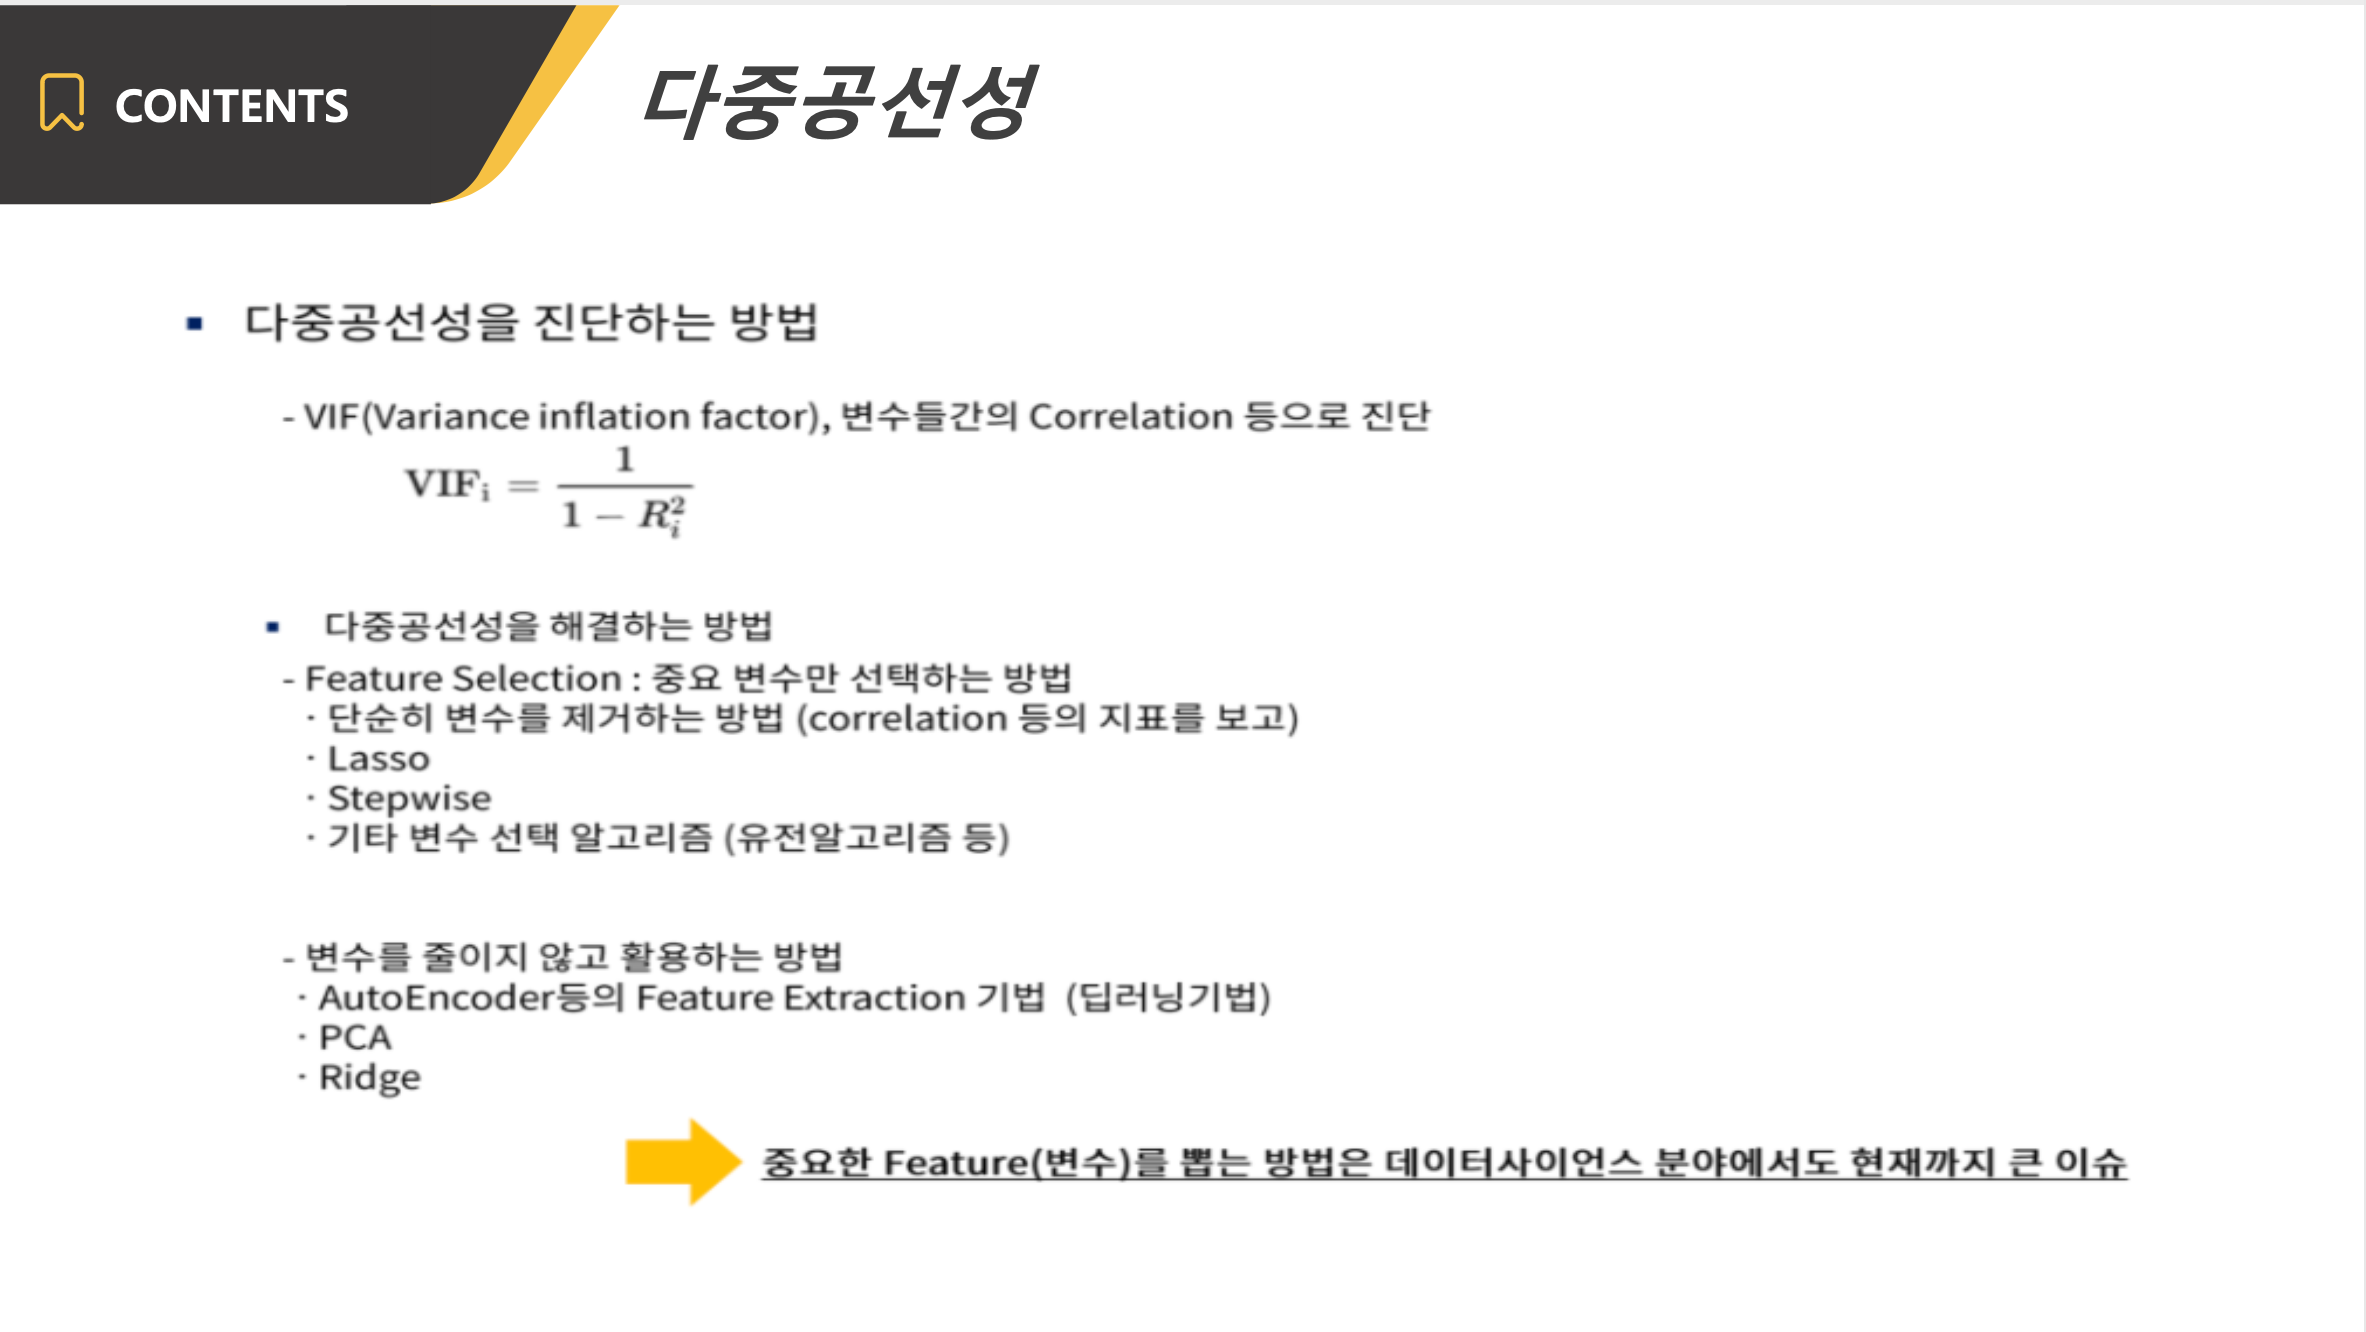 CONTENTS
다중공선성
▪ 다중공선성을 진단하는 방법
- VIF(Variance inflation factor), 변수들간의 Correlation 등으로 진단
VIF_i = 1 / (1 − R_i^2)
▪ 다중공선성을 해결하는 방법
- Feature Selection : 중요 변수만 선택하는 방법
· 단순히 변수를 제거하는 방법 (correlation 등의 지표를 보고)
· Lasso
· Stepwise
· 기타 변수 선택 알고리즘 (유전알고리즘 등)
- 변수를 줄이지 않고 활용하는 방법
· AutoEncoder등의 Feature Extraction 기법 (딥러닝기법)
· PCA
· Ridge
중요한 Feature(변수)를 뽑는 방법은 데이터사이언스 분야에서도 현재까지 큰 이슈